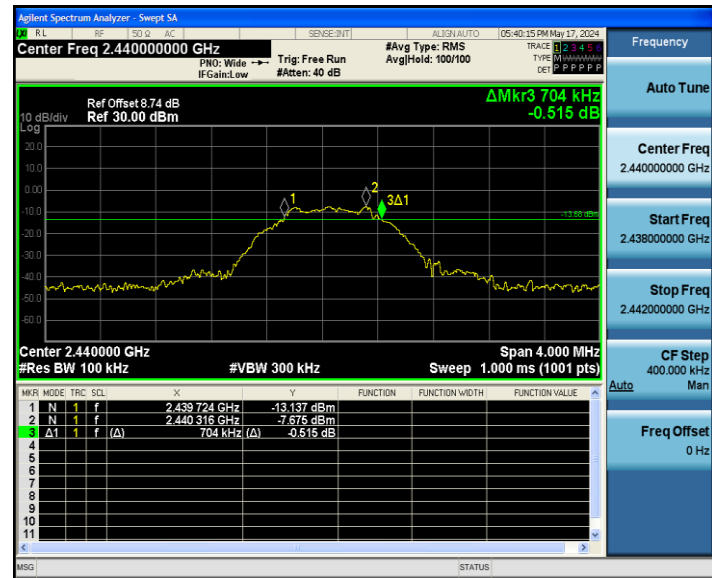 Agilent Spectrum Analyzer - Swept SA
RL RF 50 Ω AC SENSE:INT ALIGN AUTO 05:40:15 PM May 17, 2024
Center Freq 2.440000000 GHz #Avg Type: RMS TRACE 1 2 3 4 5 6
PNO: Wide Trig: Free Run Avg|Hold: 100/100 TYPE M
IFGain:Low #Atten: 40 dB DET P P P P P P
Frequency
Auto Tune
Center Freq
2.440000000 GHz
Start Freq
2.438000000 GHz
Stop Freq
2.442000000 GHz
CF Step
400.000 kHz
Auto Man
Freq Offset
0 Hz
ΔMkr3 704 kHz
-0.515 dB
Ref Offset 8.74 dB
10 dB/div Ref 30.00 dBm
Log
20.0
10.0
0.00
-10.0
-20.0
-30.0
-40.0
-50.0
-60.0
1
2
3Δ1
-13.68 dBm
Center 2.440000 GHz Span 4.000 MHz
#Res BW 100 kHz #VBW 300 kHz Sweep 1.000 ms (1001 pts)
MKR MODE TRC SCL X Y FUNCTION FUNCTION WIDTH FUNCTION VALUE
1 N 1 f 2.439 724 GHz -13.137 dBm
2 N 1 f 2.440 316 GHz -7.675 dBm
3 Δ1 1 f (Δ) 704 kHz (Δ) -0.515 dB
4
5
6
7
8
9
10
11
MSG STATUS